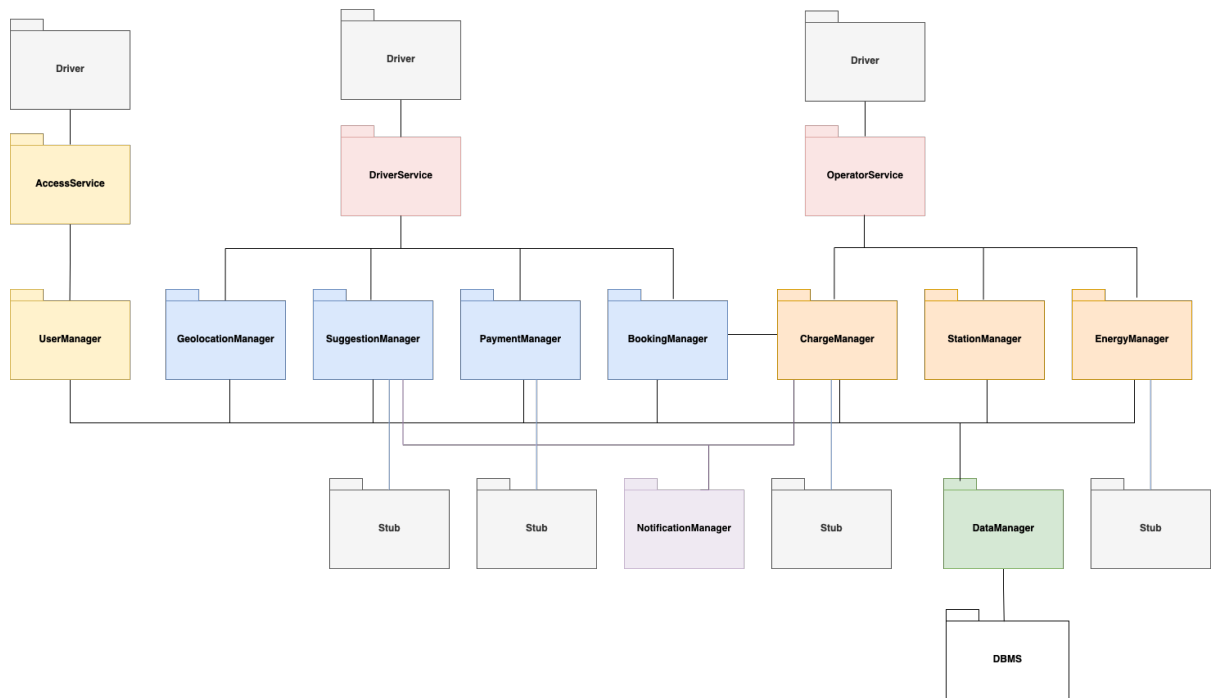 Driver
Driver
Driver
AccessService
DriverService
OperatorService
UserManager
GeolocationManager
SuggestionManager
PaymentManager
BookingManager
ChargeManager
StationManager
EnergyManager
Stub
Stub
NotificationManager
Stub
DataManager
Stub
DBMS